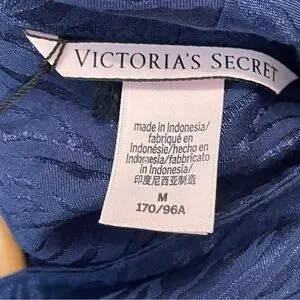 VICTORIA'S SECRET
made in Indonesia/
fabriqué en
Indonésie/hecho en
Indonesia/fabbricato
in Indonesia/
印度尼西亚制造
M
170/96A